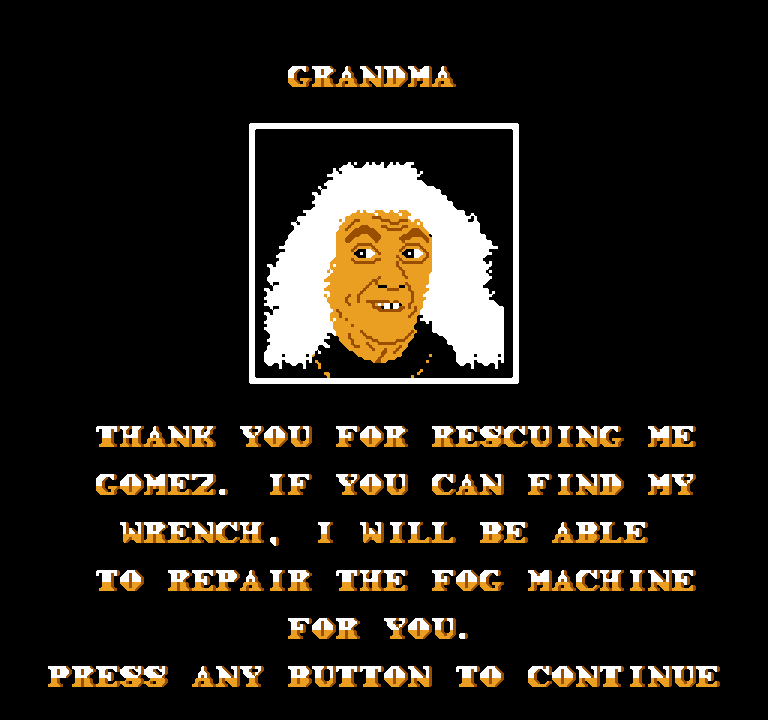 GRANDMA
THANK YOU FOR RESCUING ME
GOMEZ. IF YOU CAN FIND MY
WRENCH, I WILL BE ABLE
TO REPAIR THE FOG MACHINE
FOR YOU.
PRESS ANY BUTTON TO CONTINUE